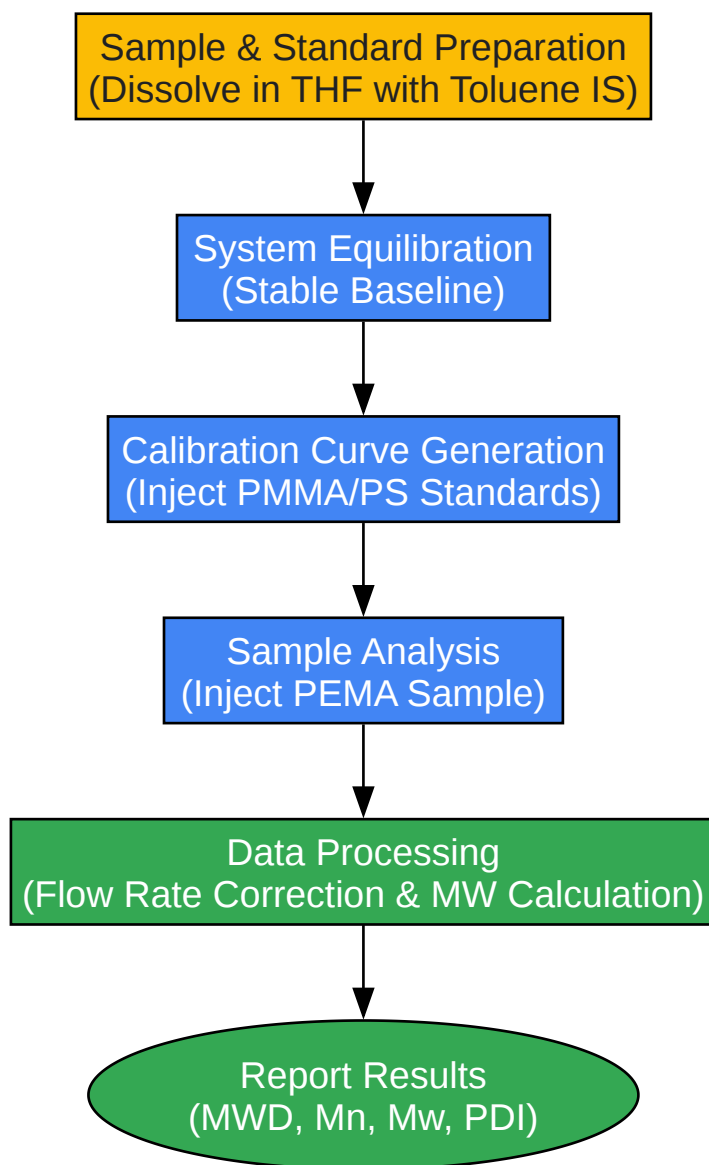 Sample & Standard Preparation
(Dissolve in THF with Toluene IS)
System Equilibration
(Stable Baseline)
Calibration Curve Generation
(Inject PMMA/PS Standards)
Sample Analysis
(Inject PEMA Sample)
Data Processing
(Flow Rate Correction & MW Calculation)
Report Results
(MWD, Mn, Mw, PDI)